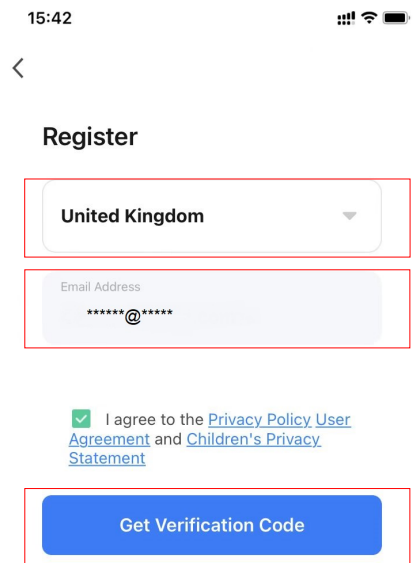 15:42
Register
United Kingdom
Email Address
******@*****
I agree to the Privacy Policy User
Agreement and Children's Privacy
Statement
Get Verification Code